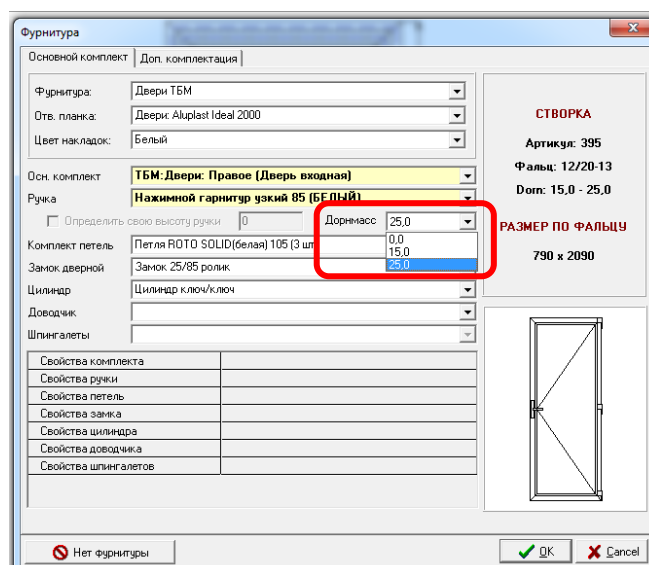 Фурнитура
Основной комплект Доп. комплектация
Фурнитура: Двери ТБМ
Отв. планка: Двери: Aluplast Ideal 2000
Цвет накладок: Белый
Осн. комплект ТБМ:Двери: Правое (Дверь входная)
Ручка Нажимной гарнитур узкий 85 (БЕЛЫЙ)
Определить свою высоту ручки 0 Дорнмасс 25,0
0,0
15,0
25,0
Комплект петель Петля ROTO SOLID(белая) 105 (3 шт
Замок дверной Замок 25/85 ролик
Цилиндр Цилиндр ключ/ключ
Доводчик
Шпингалеты
Свойства комплекта
Свойства ручки
Свойства петель
Свойства замка
Свойства цилиндра
Свойства доводчика
Свойства шпингалетов
СТВОРКА
Артикул: 395
Фальц: 12/20-13
Dorn: 15,0 - 25,0
РАЗМЕР ПО ФАЛЬЦУ
790 x 2090
Нет фурнитуры
OK Cancel